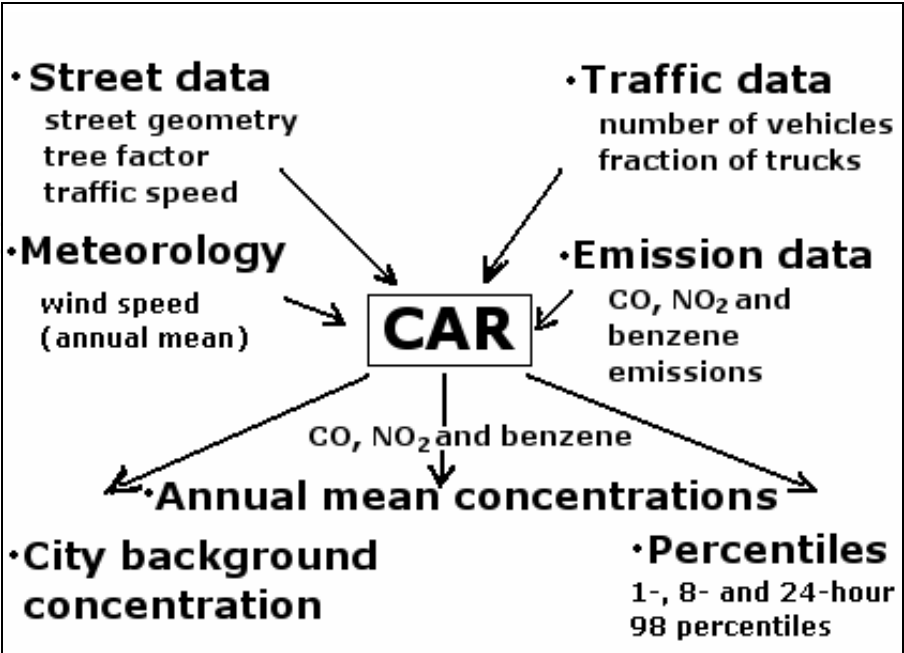 ·Street data
street geometry
tree factor
traffic speed
·Traffic data
number of vehicles
fraction of trucks
·Meteorology
wind speed
(annual mean)
·Emission data
CO, NO₂ and
benzene
emissions
CAR
CO, NO₂ and benzene
·Annual mean concentrations
·City background
concentration
·Percentiles
1-, 8- and 24-hour
98 percentiles